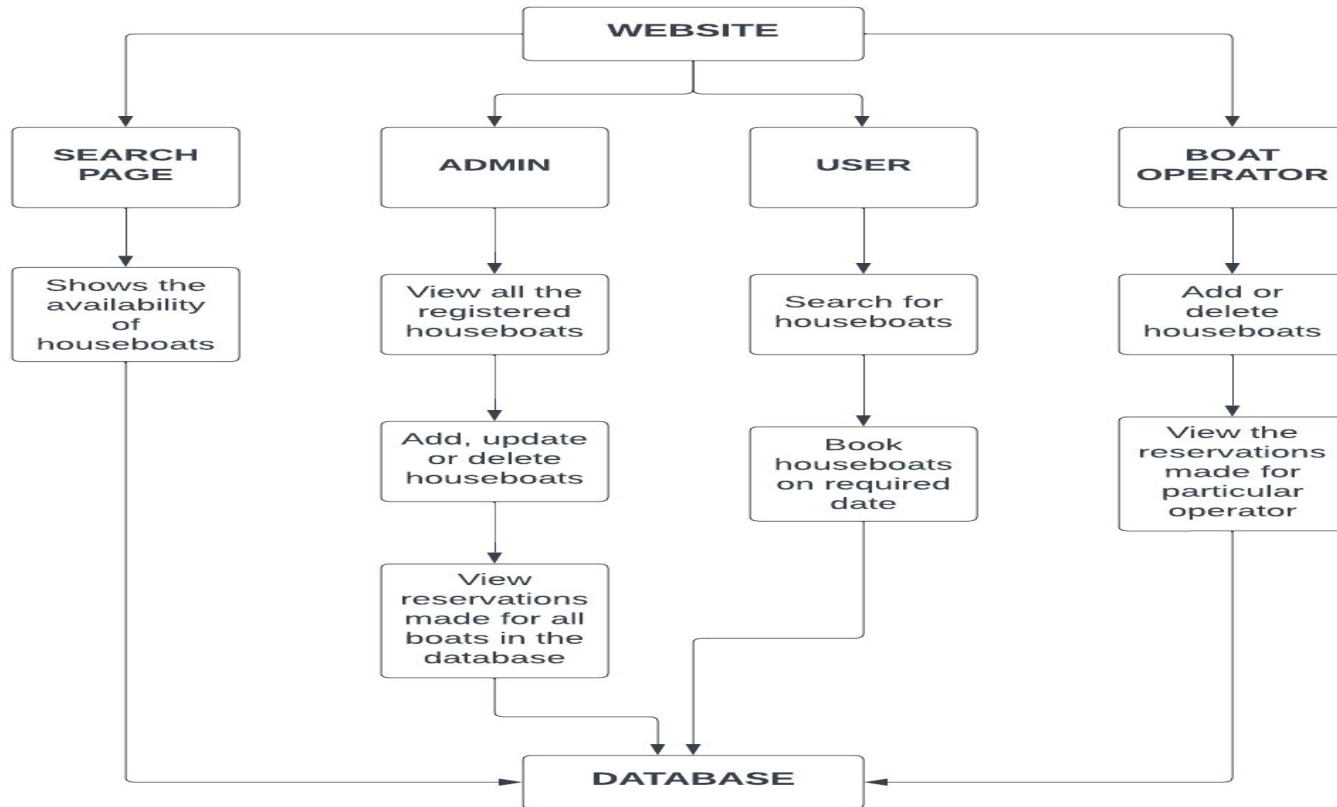 WEBSITE
SEARCH
PAGE
ADMIN
USER
BOAT
OPERATOR
Shows the
availability
of
houseboats
View all the
registered
houseboats
Search for
houseboats
Add or
delete
houseboats
Add, update
or delete
houseboats
Book
houseboats
on required
date
View the
reservations
made for
particular
operator
View
reservations
made for all
boats in the
database
DATABASE